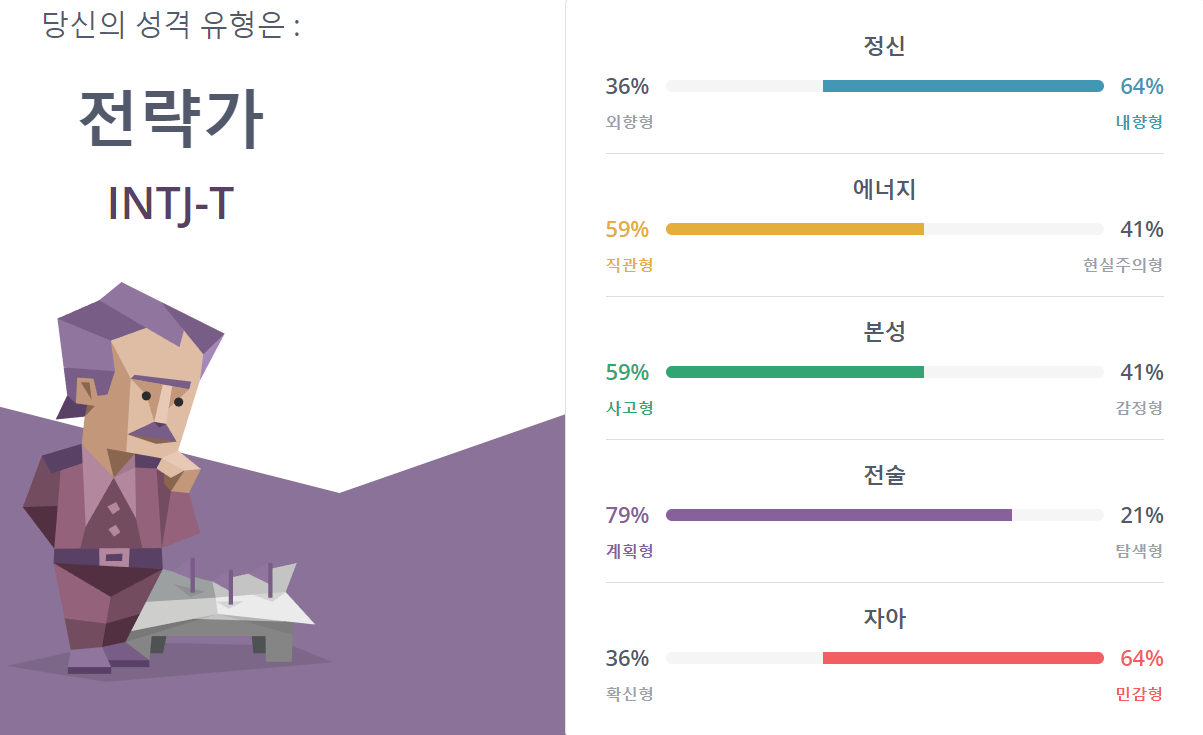 당신의 성격 유형은 :
전략가
INTJ-T
정신
36% 64%
외향형 내향형
에너지
59% 41%
직관형 현실주의형
본성
59% 41%
사고형 감정형
전술
79% 21%
계획형 탐색형
자아
36% 64%
확신형 민감형